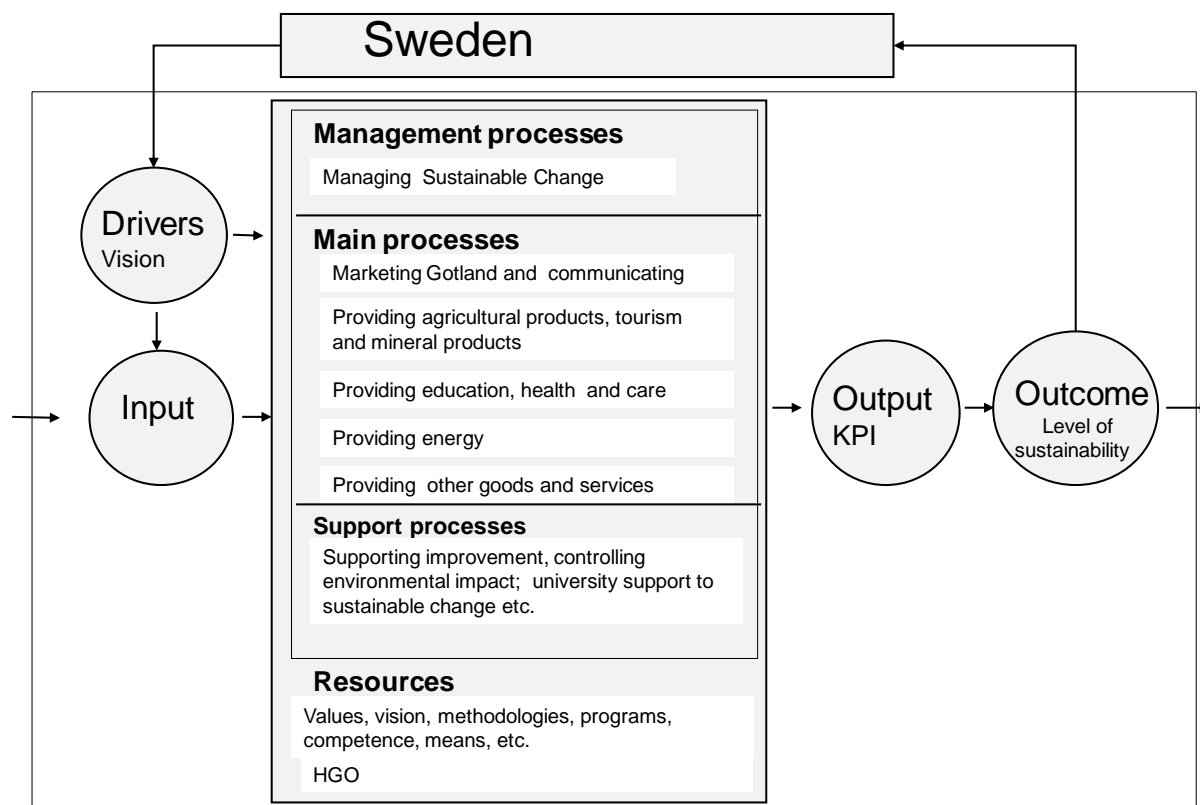 Sweden
Management processes
Managing Sustainable Change
Drivers
Vision
Main processes
Marketing Gotland and communicating
Providing agricultural products, tourism
and mineral products
Input
Providing education, health and care
Providing energy
Providing other goods and services
Output
KPI
Outcome
Level of
sustainability
Support processes
Supporting improvement, controlling
environmental impact; university support to
sustainable change etc.
Resources
Values, vision, methodologies, programs,
competence, means, etc.
HGO